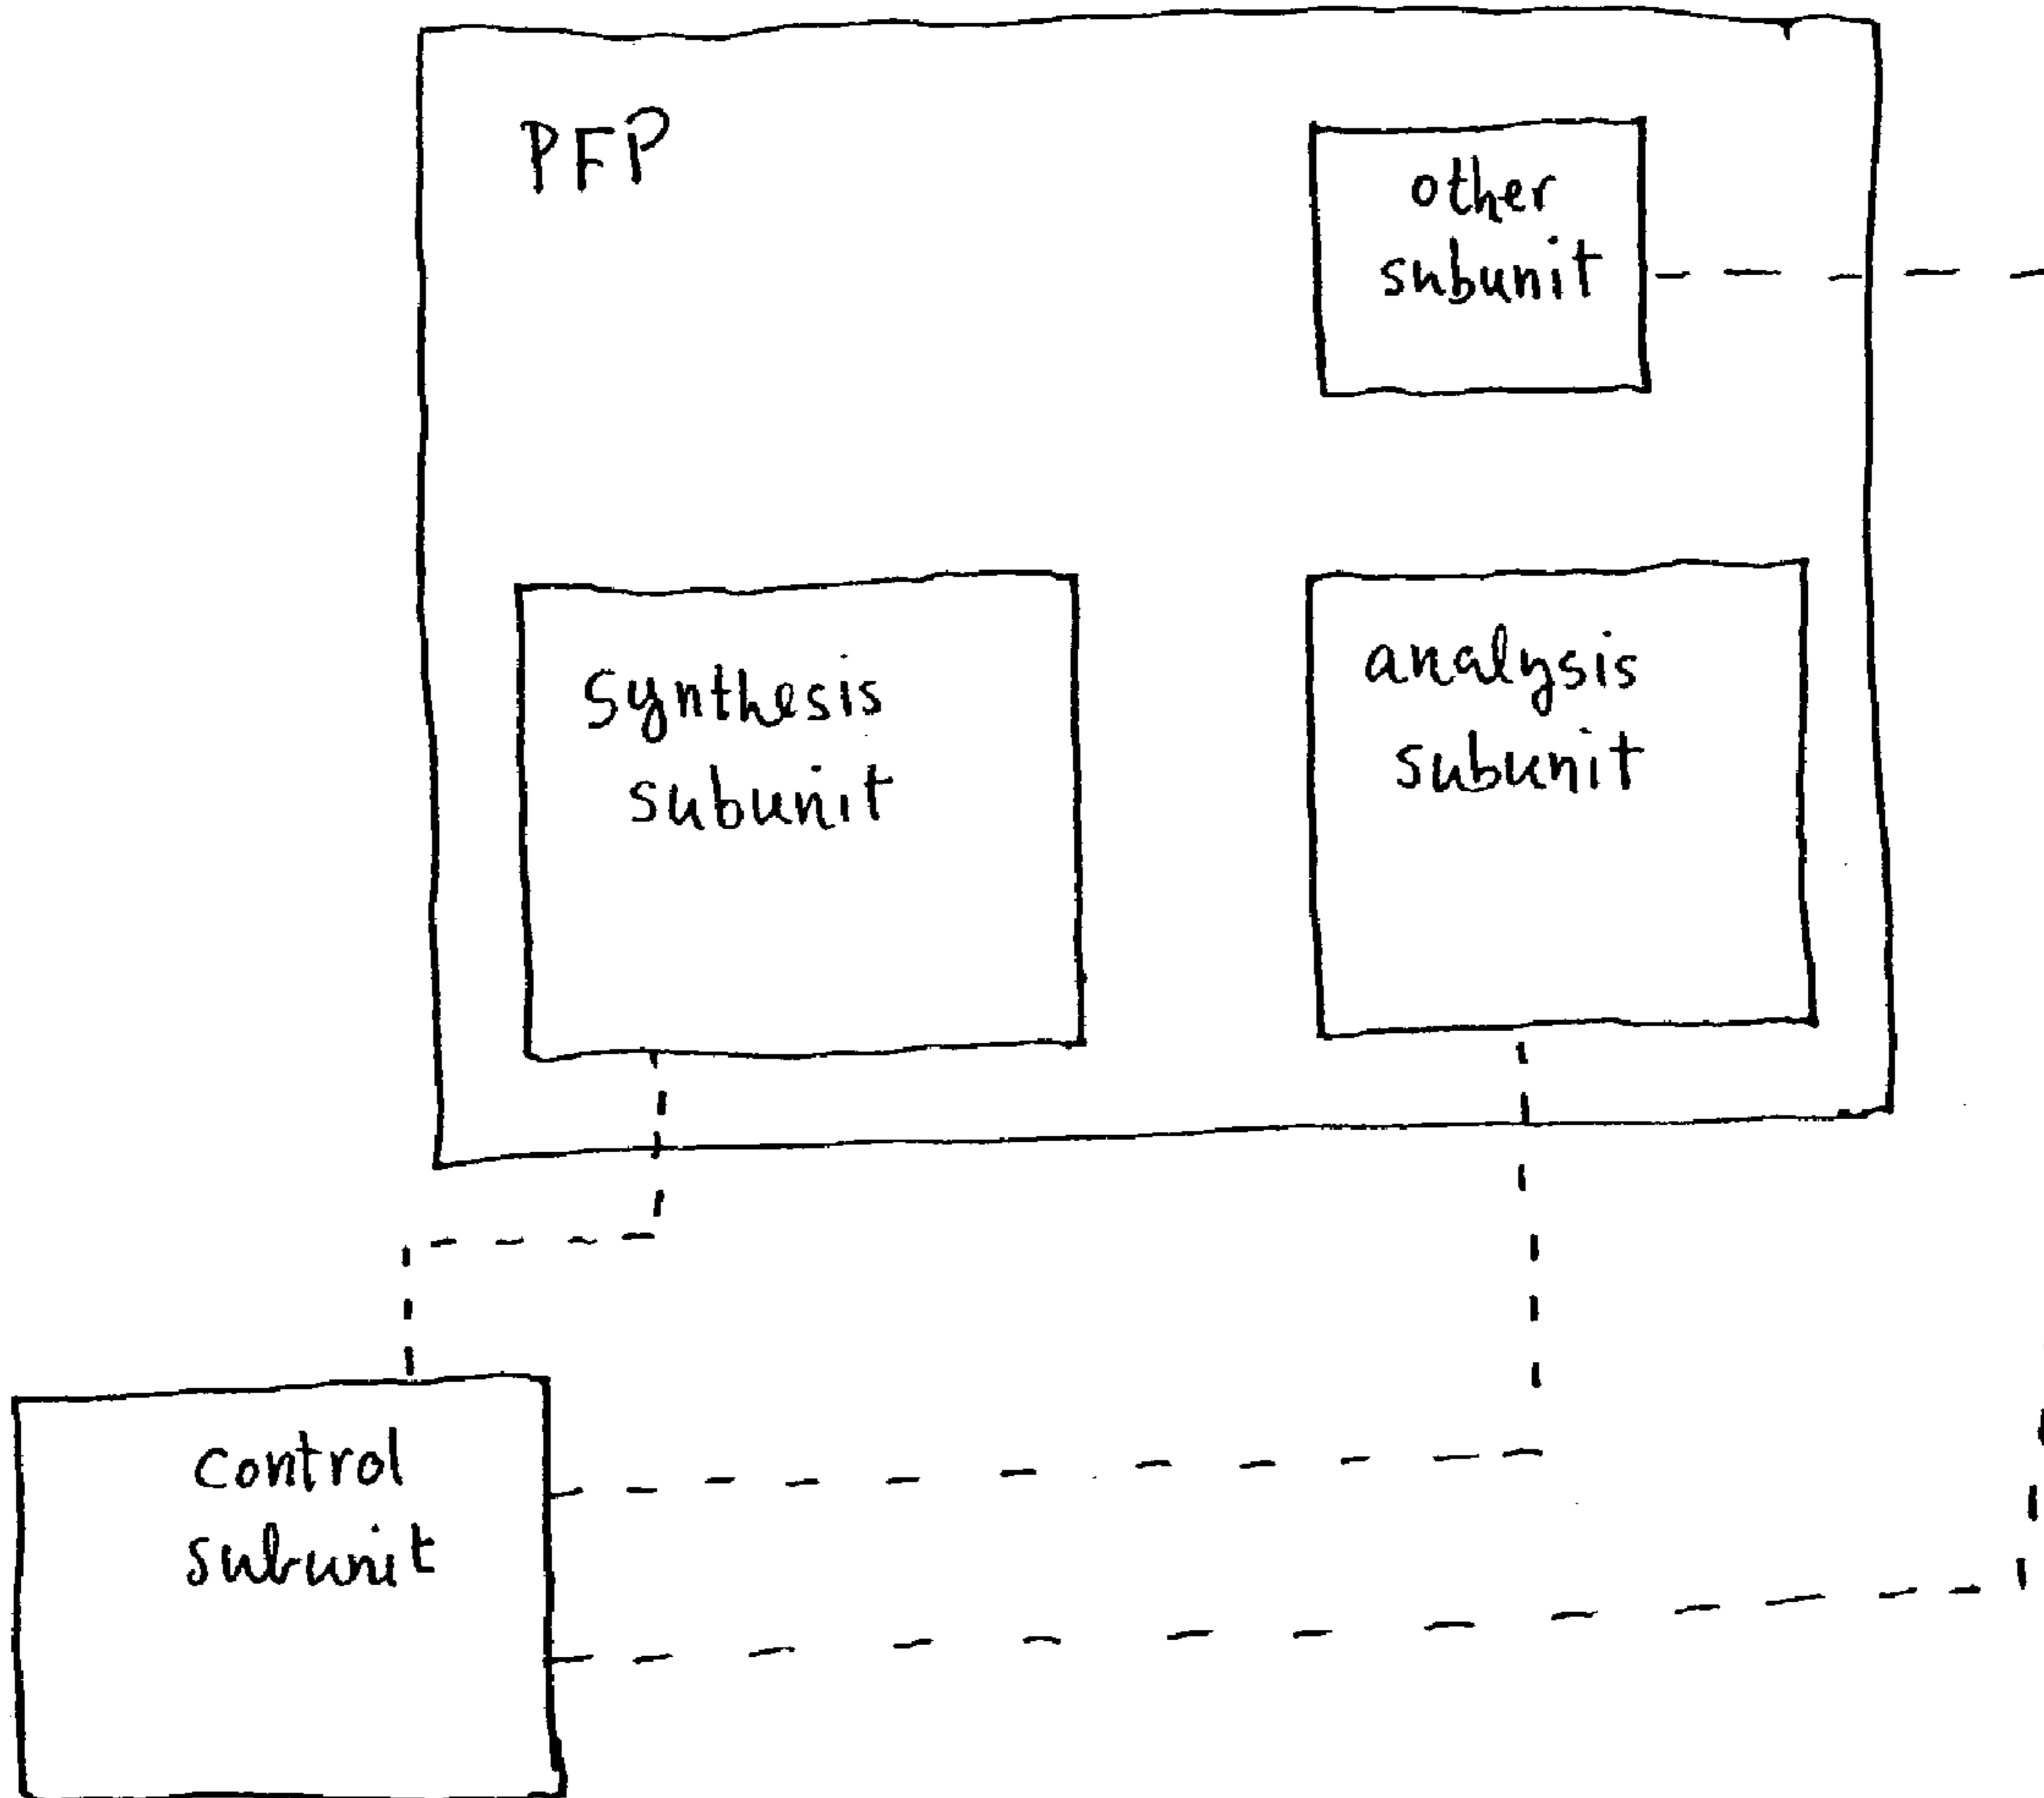 PFP
other
subunit
synthesis
subunit
analysis
subunit
control
subunit